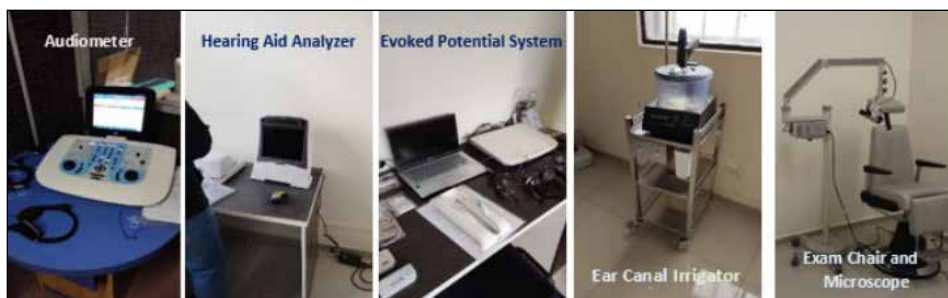 Audiometer
Hearing Aid Analyzer
Evoked Potential System
Ear Canal Irrigator
Exam Chair and
Microscope